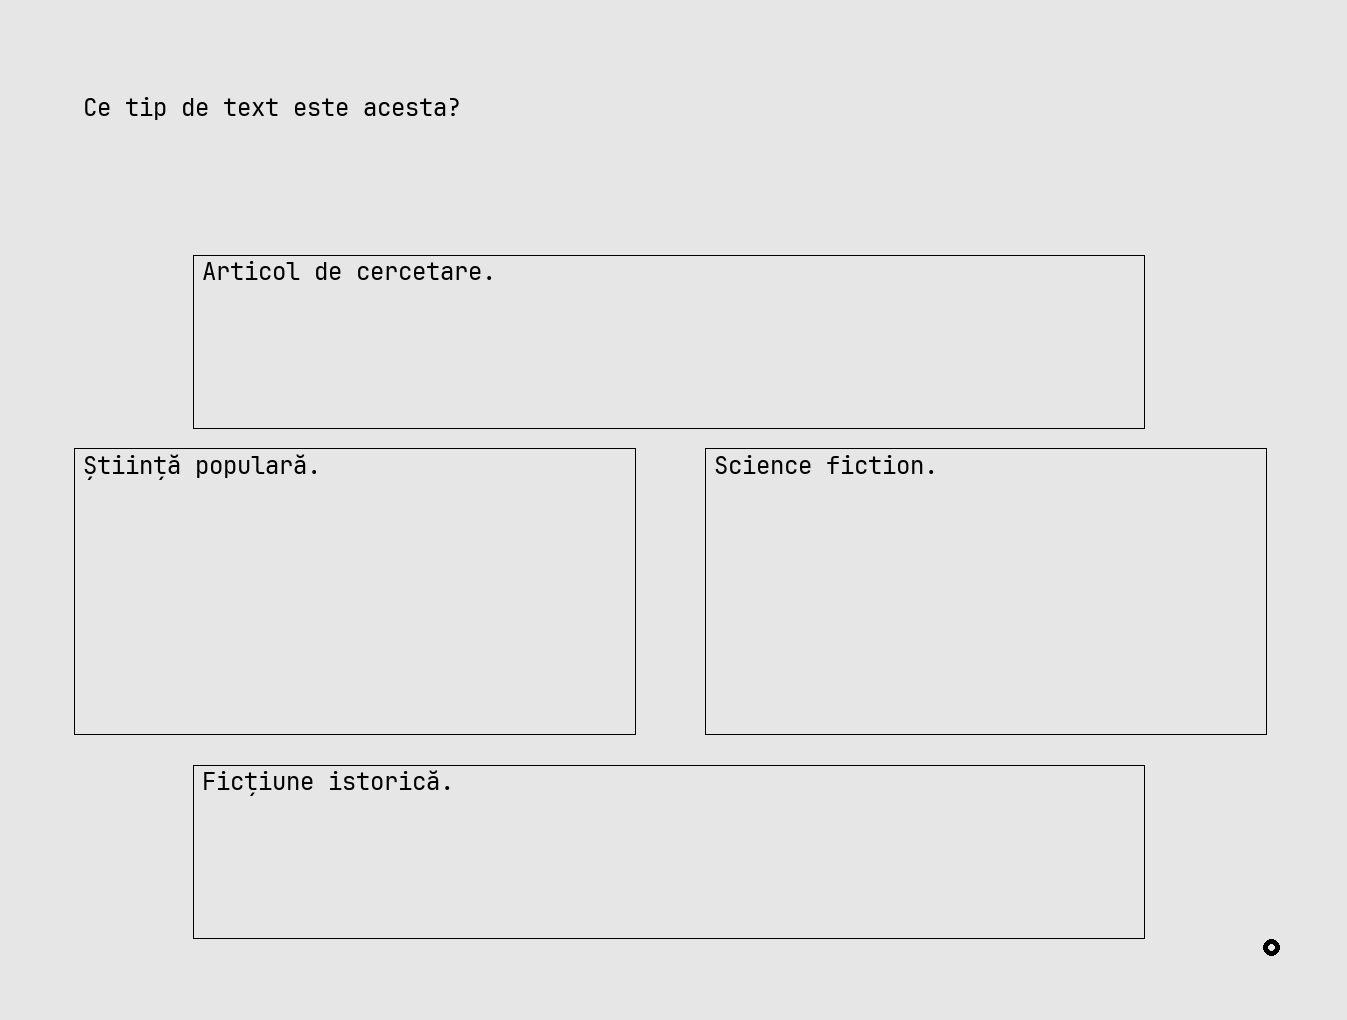 Ce tip de text este acesta?
Articol de cercetare.
Știință populară.
Science fiction.
Ficțiune istorică.